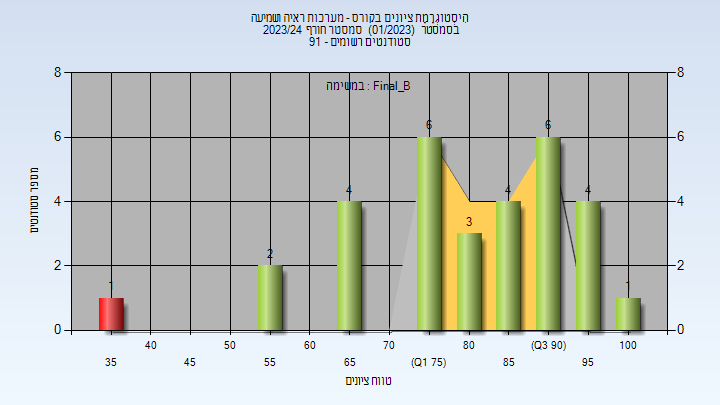 הִיסְטוֹגְרָמַת ציונים בקורס - מערכות ראיה ושמיעה
בסמסטר (01/2023) סמסטר חורף 2023/24
סטודנטים רשומים - 91
במשימה : Final_B
מספר סטודנטים
8 8
6 6
4 4
2 2
0 0
1 2 4 6 3 4 6 4 1
40 50 60 70 80 (Q3 90) 100
35 45 55 65 (Q1 75) 85 95
טווח ציונים